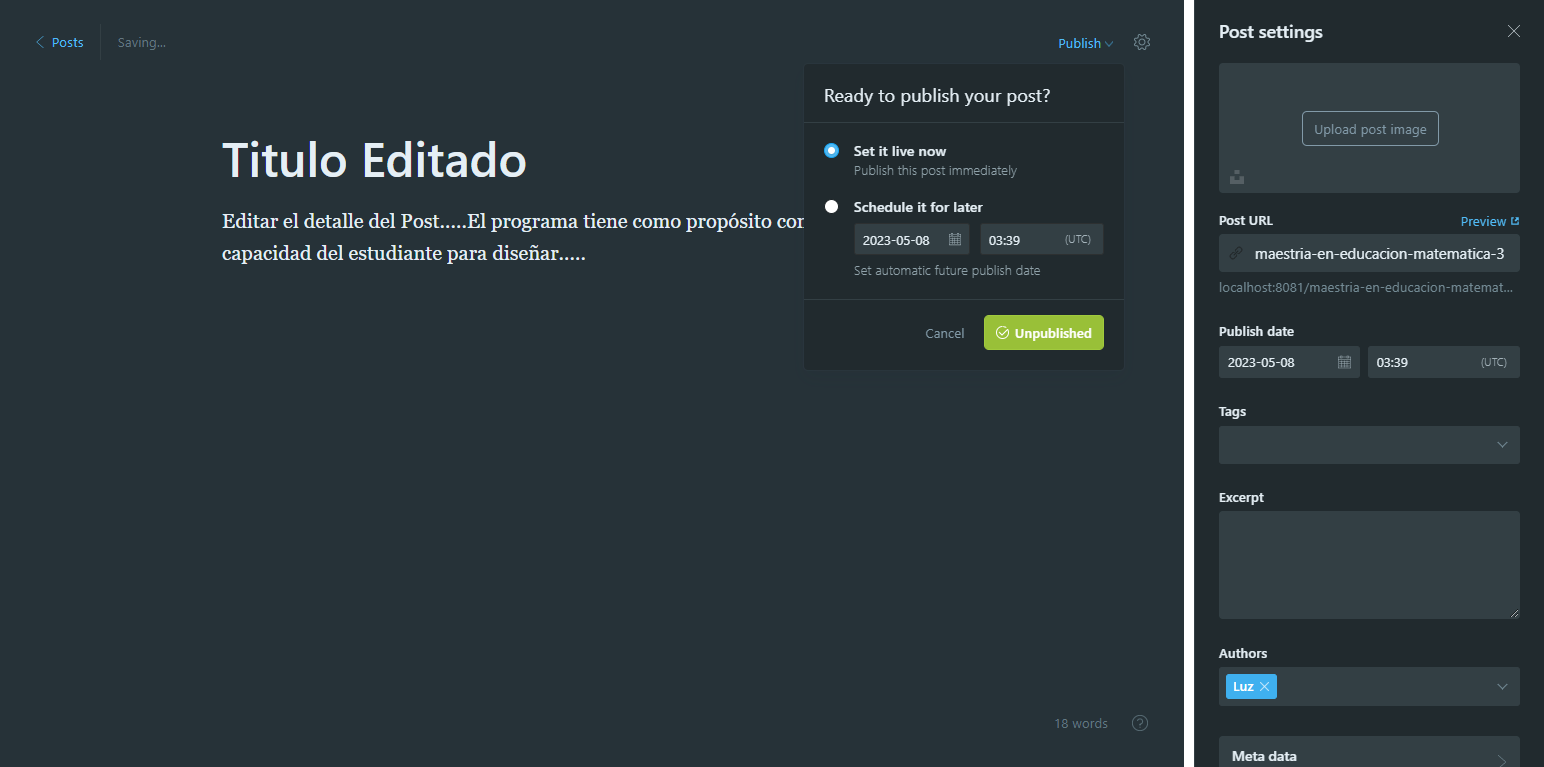 Posts
Saving...
Publish
Ready to publish your post?
Set it live now
Publish this post immediately
Schedule it for later
2023-05-08
03:39
(UTC)
Set automatic future publish date
Cancel
Unpublished
Titulo Editado
Editar el detalle del Post.....El programa tiene como propósito con
capacidad del estudiante para diseñar.....
18 words
Post settings
Upload post image
Post URL
Preview
maestria-en-educacion-matematica-3
localhost:8081/maestria-en-educacion-matemat...
Publish date
2023-05-08
03:39
(UTC)
Tags
Excerpt
Authors
Luz
Meta data